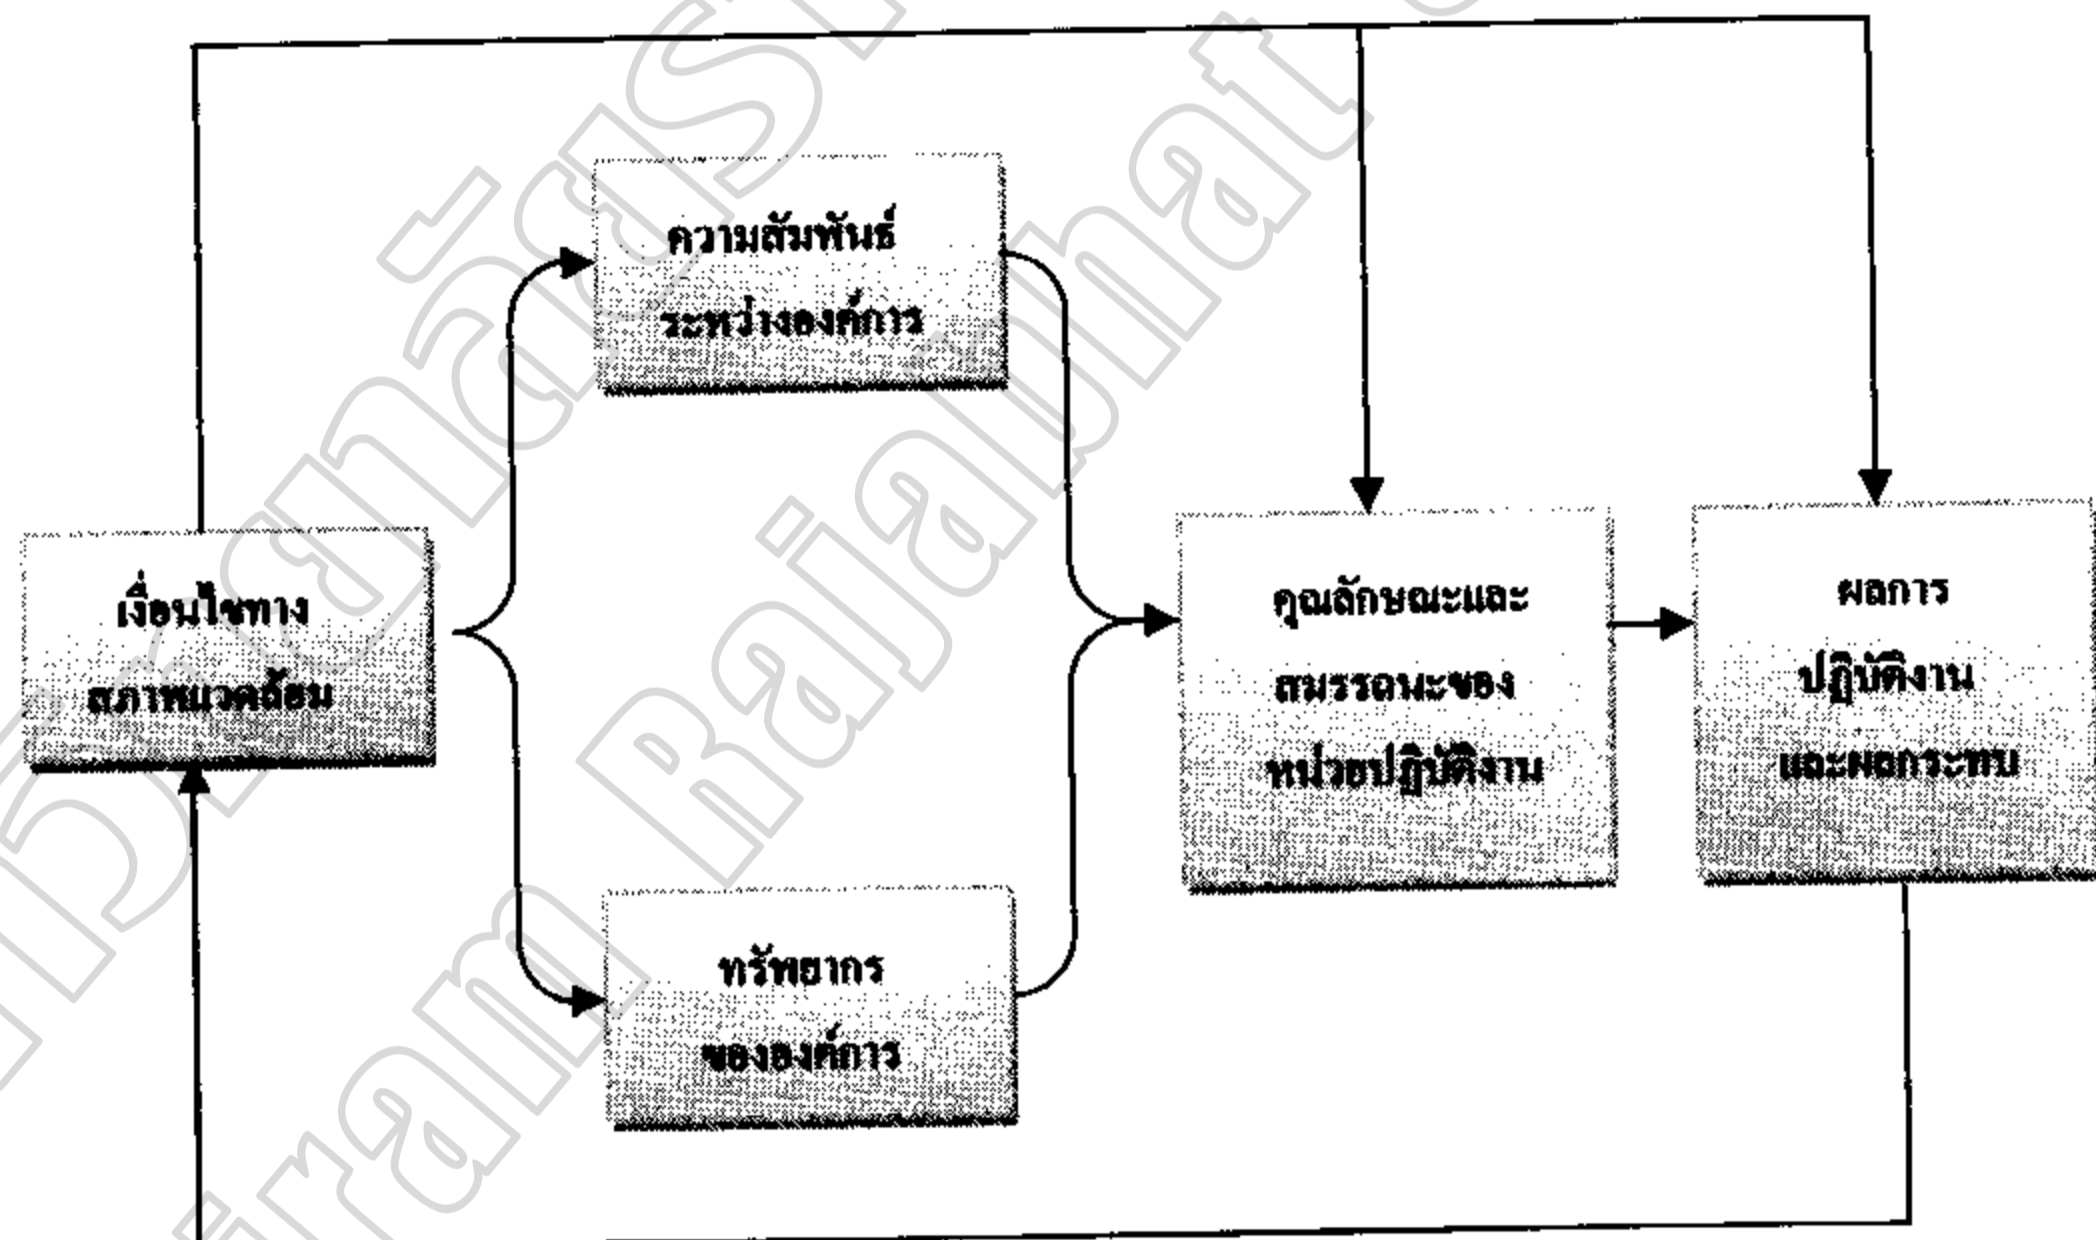 ความสัมพันธ์
ระหว่างองค์การ
เงื่อนไขทาง
สภาพแวดล้อม
คุณลักษณะและ
สมรรถนะของ
หน่วยปฏิบัติงาน
ผลการ
ปฏิบัติงาน
และผลกระทบ
ทรัพยากร
ขององค์การ
Rajabhat